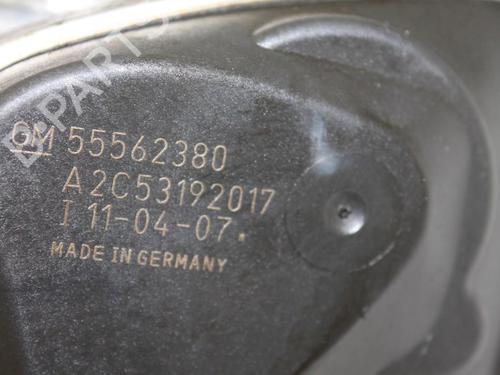 GM 55562380
A2C53192017
I 11-04-07.
MADE IN GERMANY